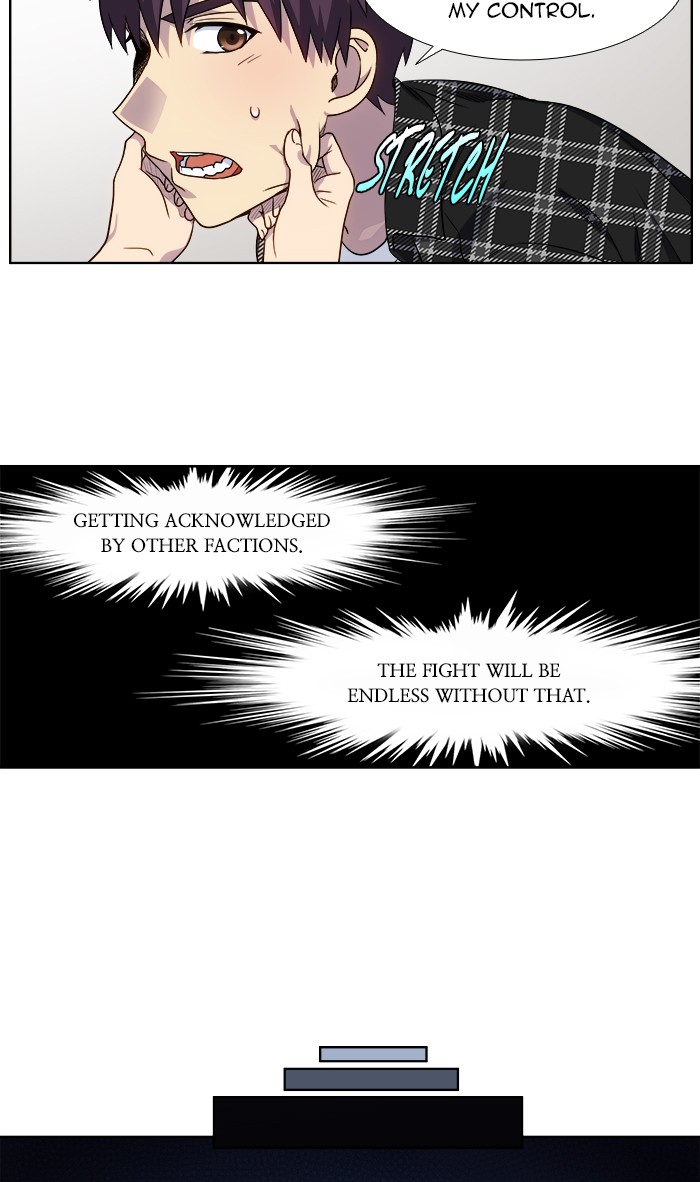 MY CONTROL.
STRETCH
GETTING ACKNOWLEDGED
BY OTHER FACTIONS.
THE FIGHT WILL BE
ENDLESS WITHOUT THAT.